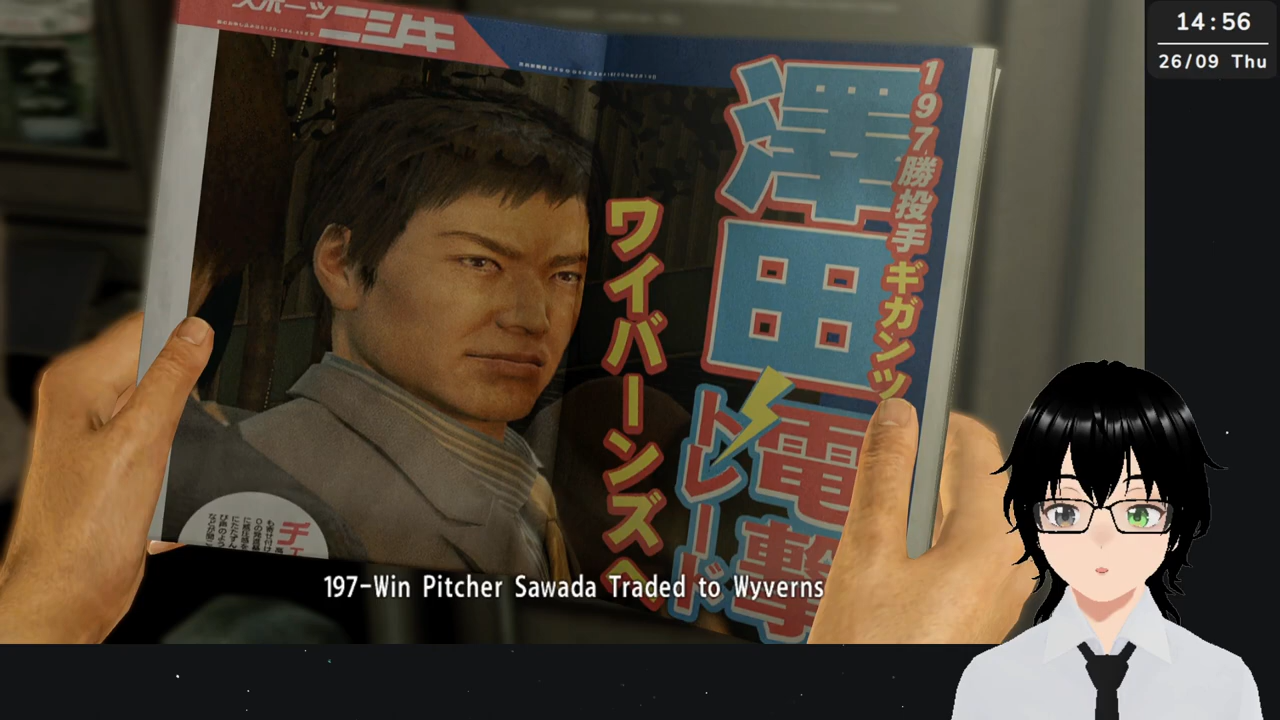 スポーツニシキ
197勝投手ギガンツ
澤田電撃
トレード
ワイバーンズへ
チェ
197-Win Pitcher Sawada Traded to Wyverns
14:56
26/09 Thu